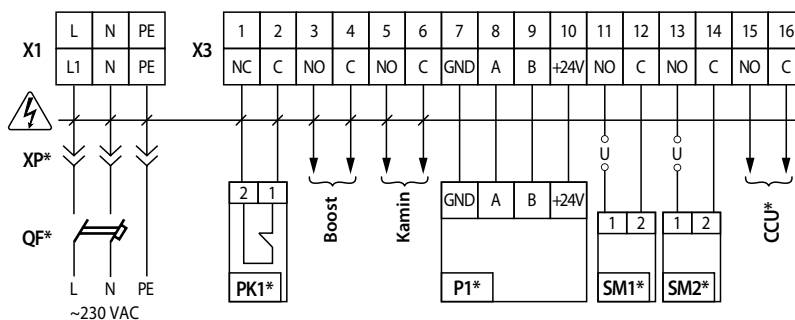 X1
L N PE
L1 N PE
X3
1 2 3 4 5 6 7 8 9 10 11 12 13 14 15 16
NC C NO C NO C GND A B +24V NO C NO C NO C
XP*
QF*
L N PE
~230 VAC
2 1
PK1*
Boost
Kamin
GND A B +24V
P1*
U
1 2
SM1*
U
1 2
SM2*
CCU*